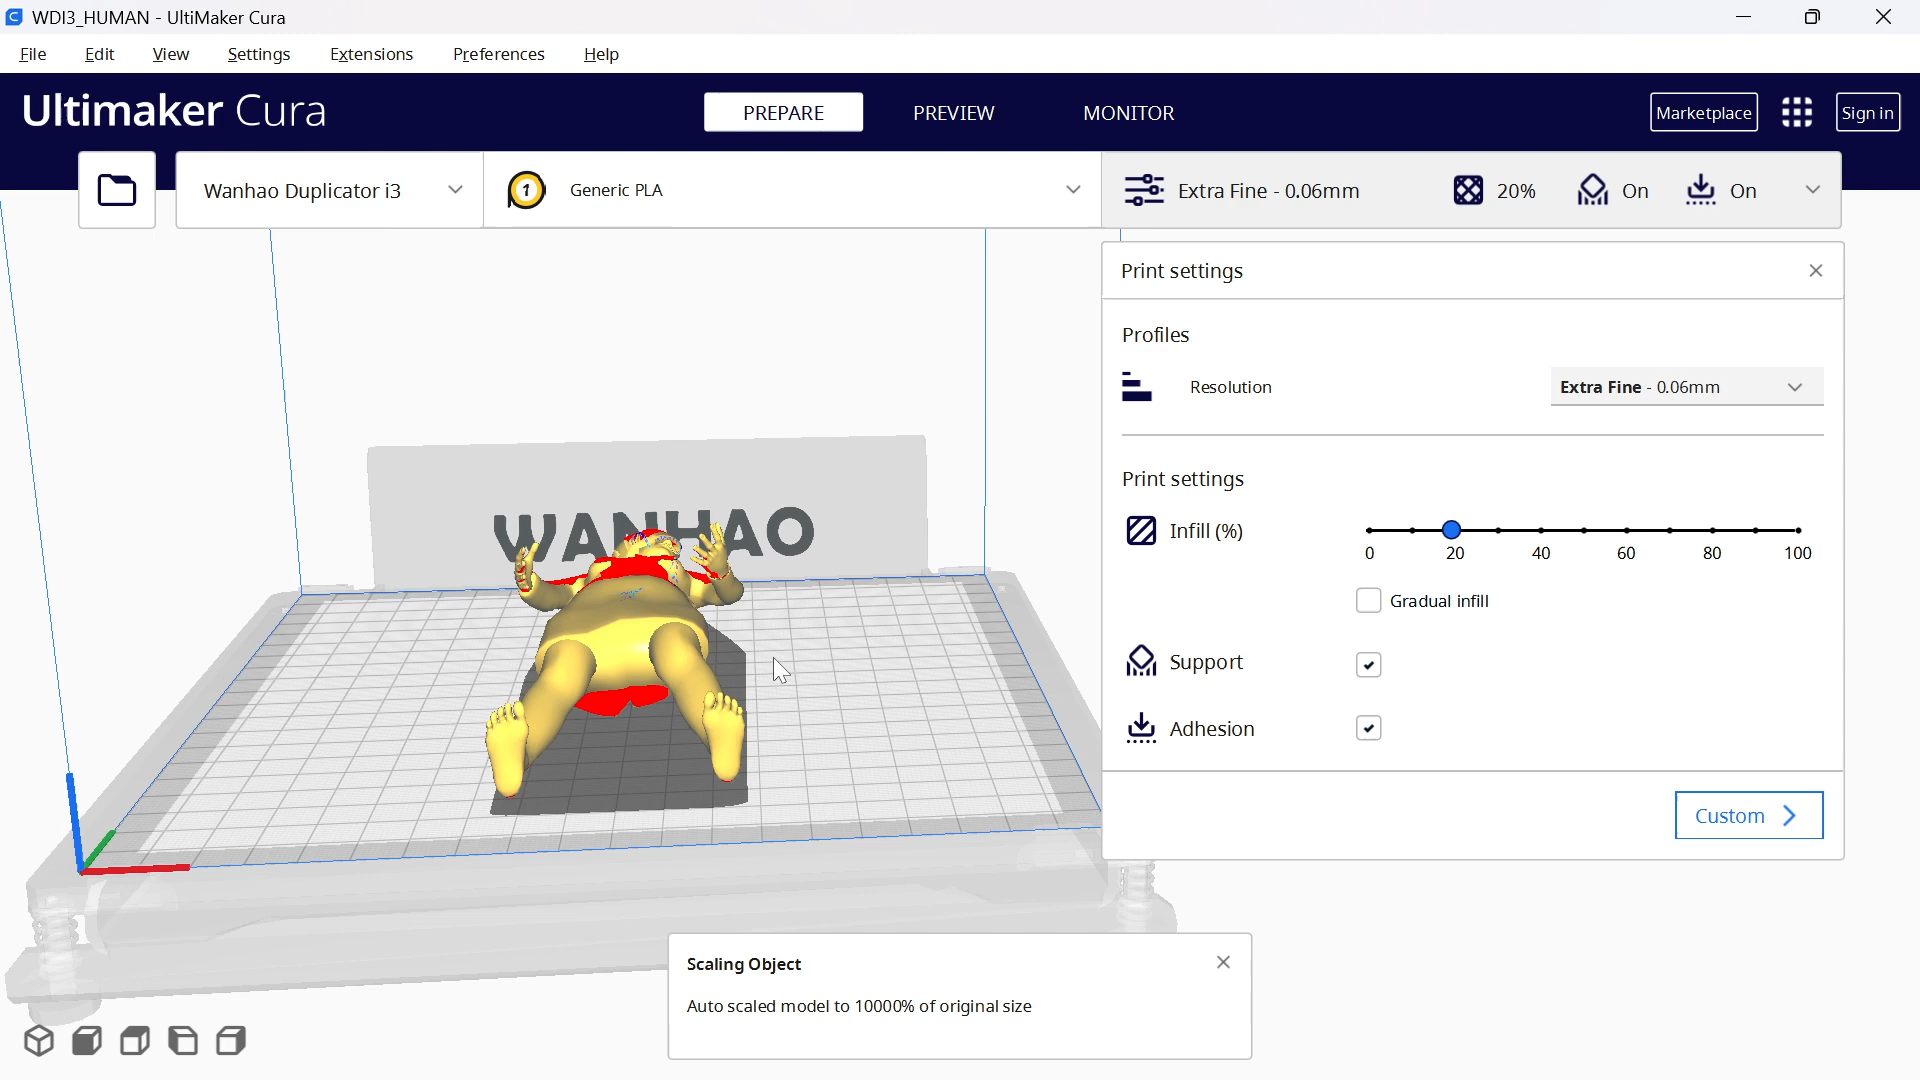 WDI3_HUMAN - UltiMaker Cura
File Edit View Settings Extensions Preferences Help
Ultimaker Cura
PREPARE PREVIEW MONITOR
Marketplace Sign in
Wanhao Duplicator i3
1 Generic PLA
Extra Fine - 0.06mm 20% On On
Print settings
Profiles
Resolution Extra Fine - 0.06mm
Print settings
Infill (%)
0 20 40 60 80 100
Gradual infill
Support
Adhesion
Custom
WANHAO
Scaling Object
Auto scaled model to 10000% of original size